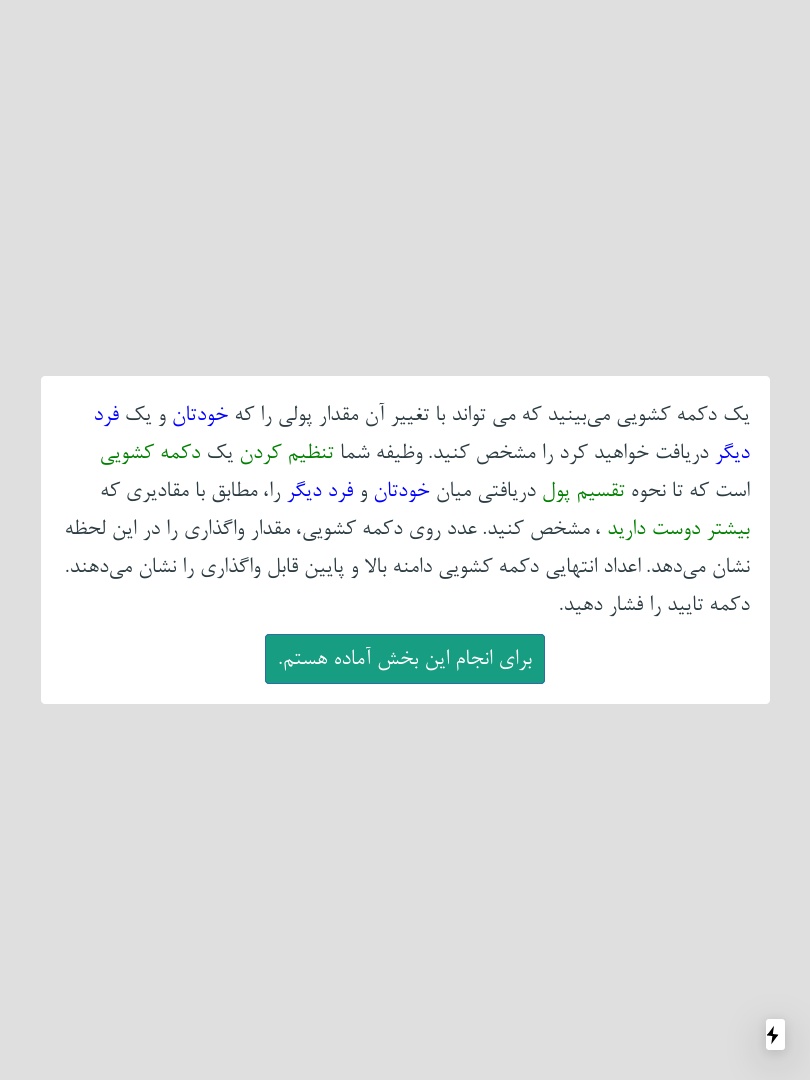 یک دکمه کشویی می‌بینید که می تواند با تغییر آن مقدار پولی را که خودتان و یک فرد
دیگر دریافت خواهید کرد را مشخص کنید. وظیفه شما تنظیم کردن یک دکمه کشویی
است که تا نحوه تقسیم پول دریافتی میان خودتان و فرد دیگر را، مطابق با مقادیری که
بیشتر دوست دارید ، مشخص کنید. عدد روی دکمه کشویی، مقدار واگذاری را در این لحظه
نشان می‌دهد. اعداد انتهایی دکمه کشویی دامنه بالا و پایین قابل واگذاری را نشان می‌دهند.
دکمه تایید را فشار دهید.
برای انجام این بخش آماده هستم.